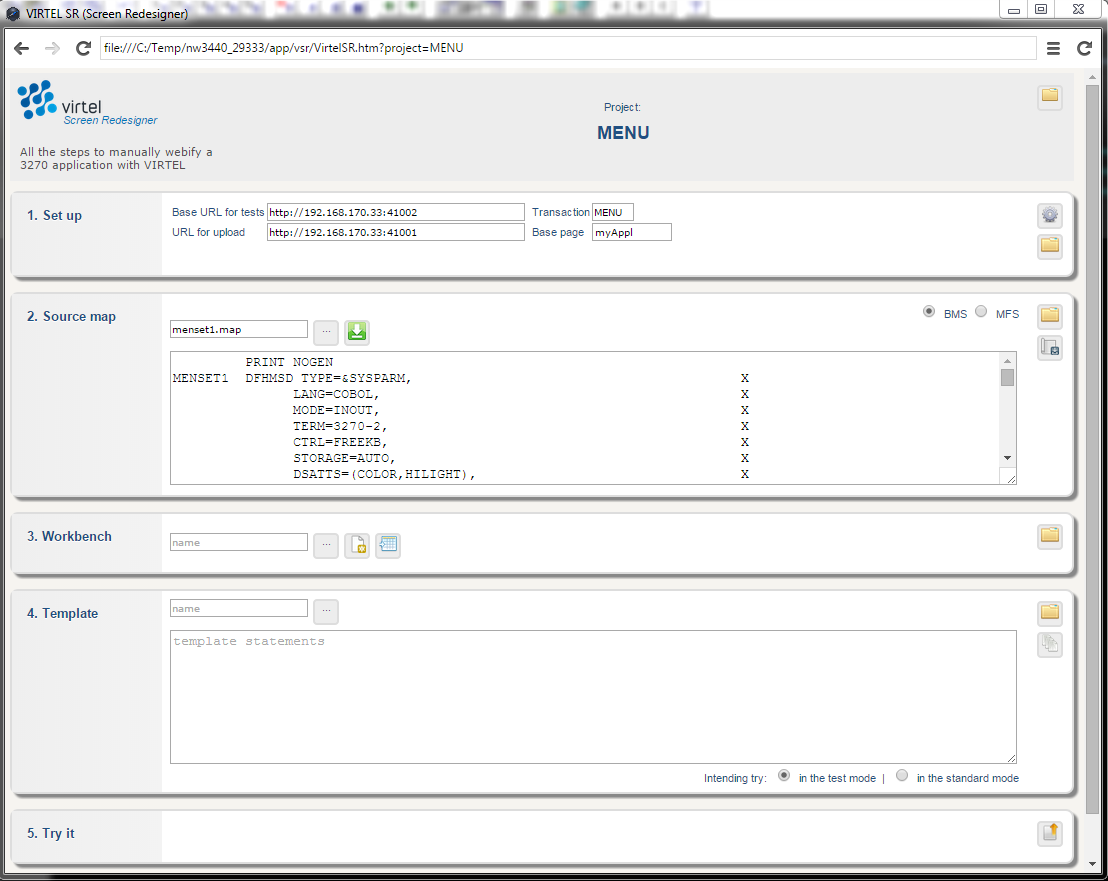 VIRTEL SR (Screen Redesigner)
file:///C:/Temp/nw3440_29333/app/vsr/VirtelSR.htm?project=MENU
virtel
Screen Redesigner
All the steps to manually webify a
3270 application with VIRTEL
Project:
MENU
1. Set up
Base URL for tests http://192.168.170.33:41002 Transaction MENU
URL for upload http://192.168.170.33:41001 Base page myAppl
2. Source map
BMS MFS
menset1.map ...
PRINT NOGEN
MENSET1 DFHMSD TYPE=&SYSPARM, X
LANG=COBOL, X
MODE=INOUT, X
TERM=3270-2, X
CTRL=FREEKB, X
STORAGE=AUTO, X
DSATTS=(COLOR,HILIGHT), X
3. Workbench
name ...
4. Template
name ...
template statements
Intending try: in the test mode | in the standard mode
5. Try it